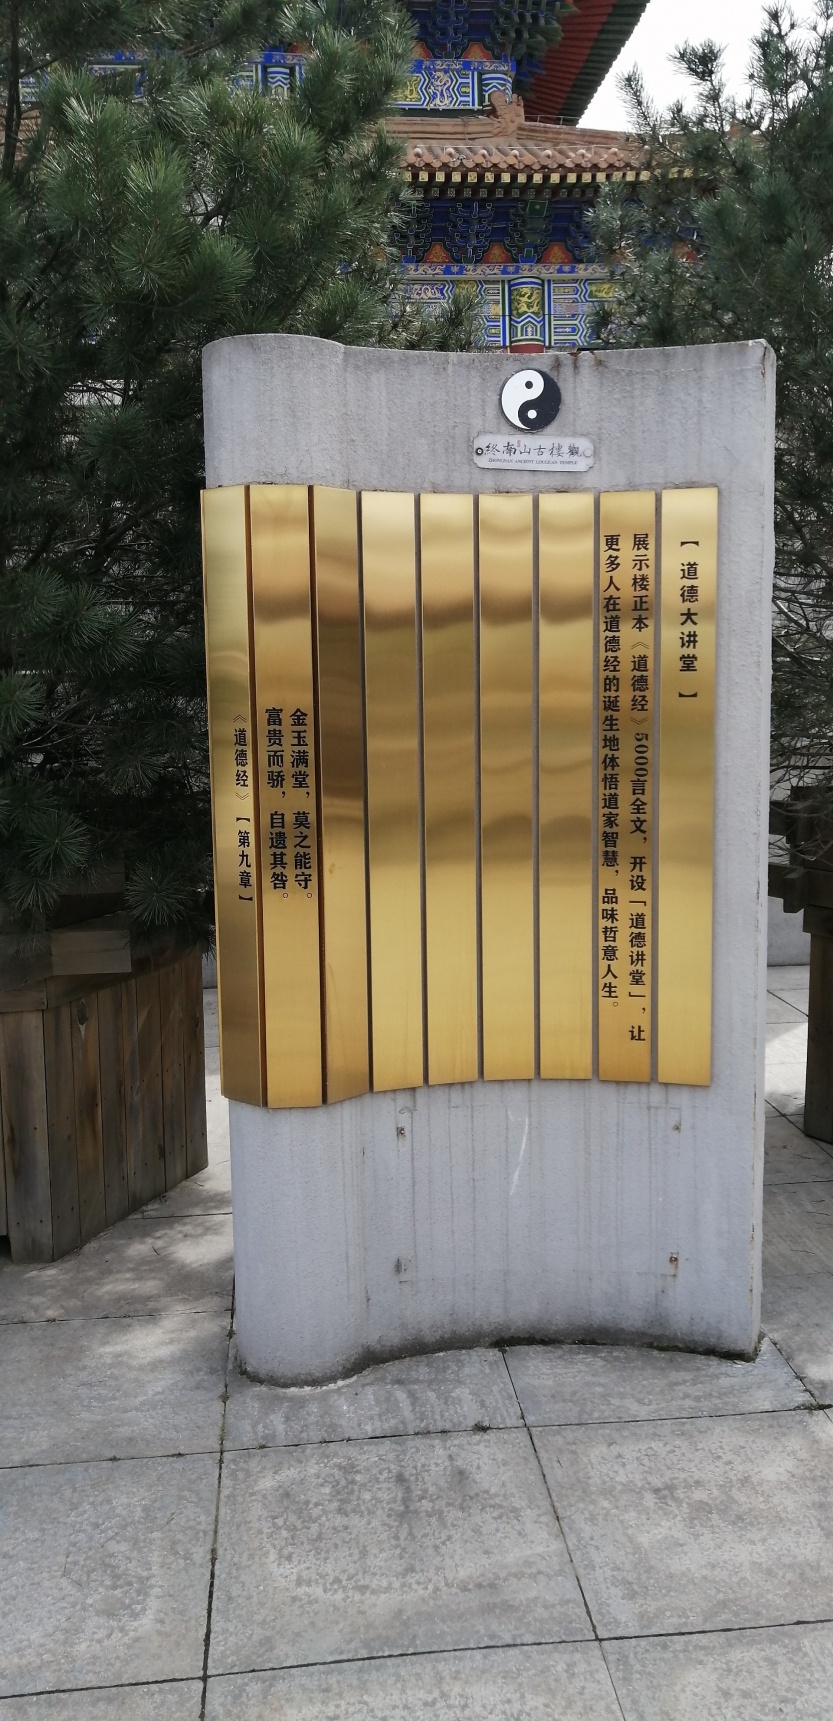 終南山古樓觀
ZHONGNAN ANCIENT LOUGUAN TEMPLE
【道德大讲堂】
展示楼正本《道德经》5000言全文，开设「道德讲堂」，让
更多人在道德经的诞生地体悟道家智慧，品味哲意人生。
金玉满堂，莫之能守。
富贵而骄，自遗其咎。
《道德经》【第九章】